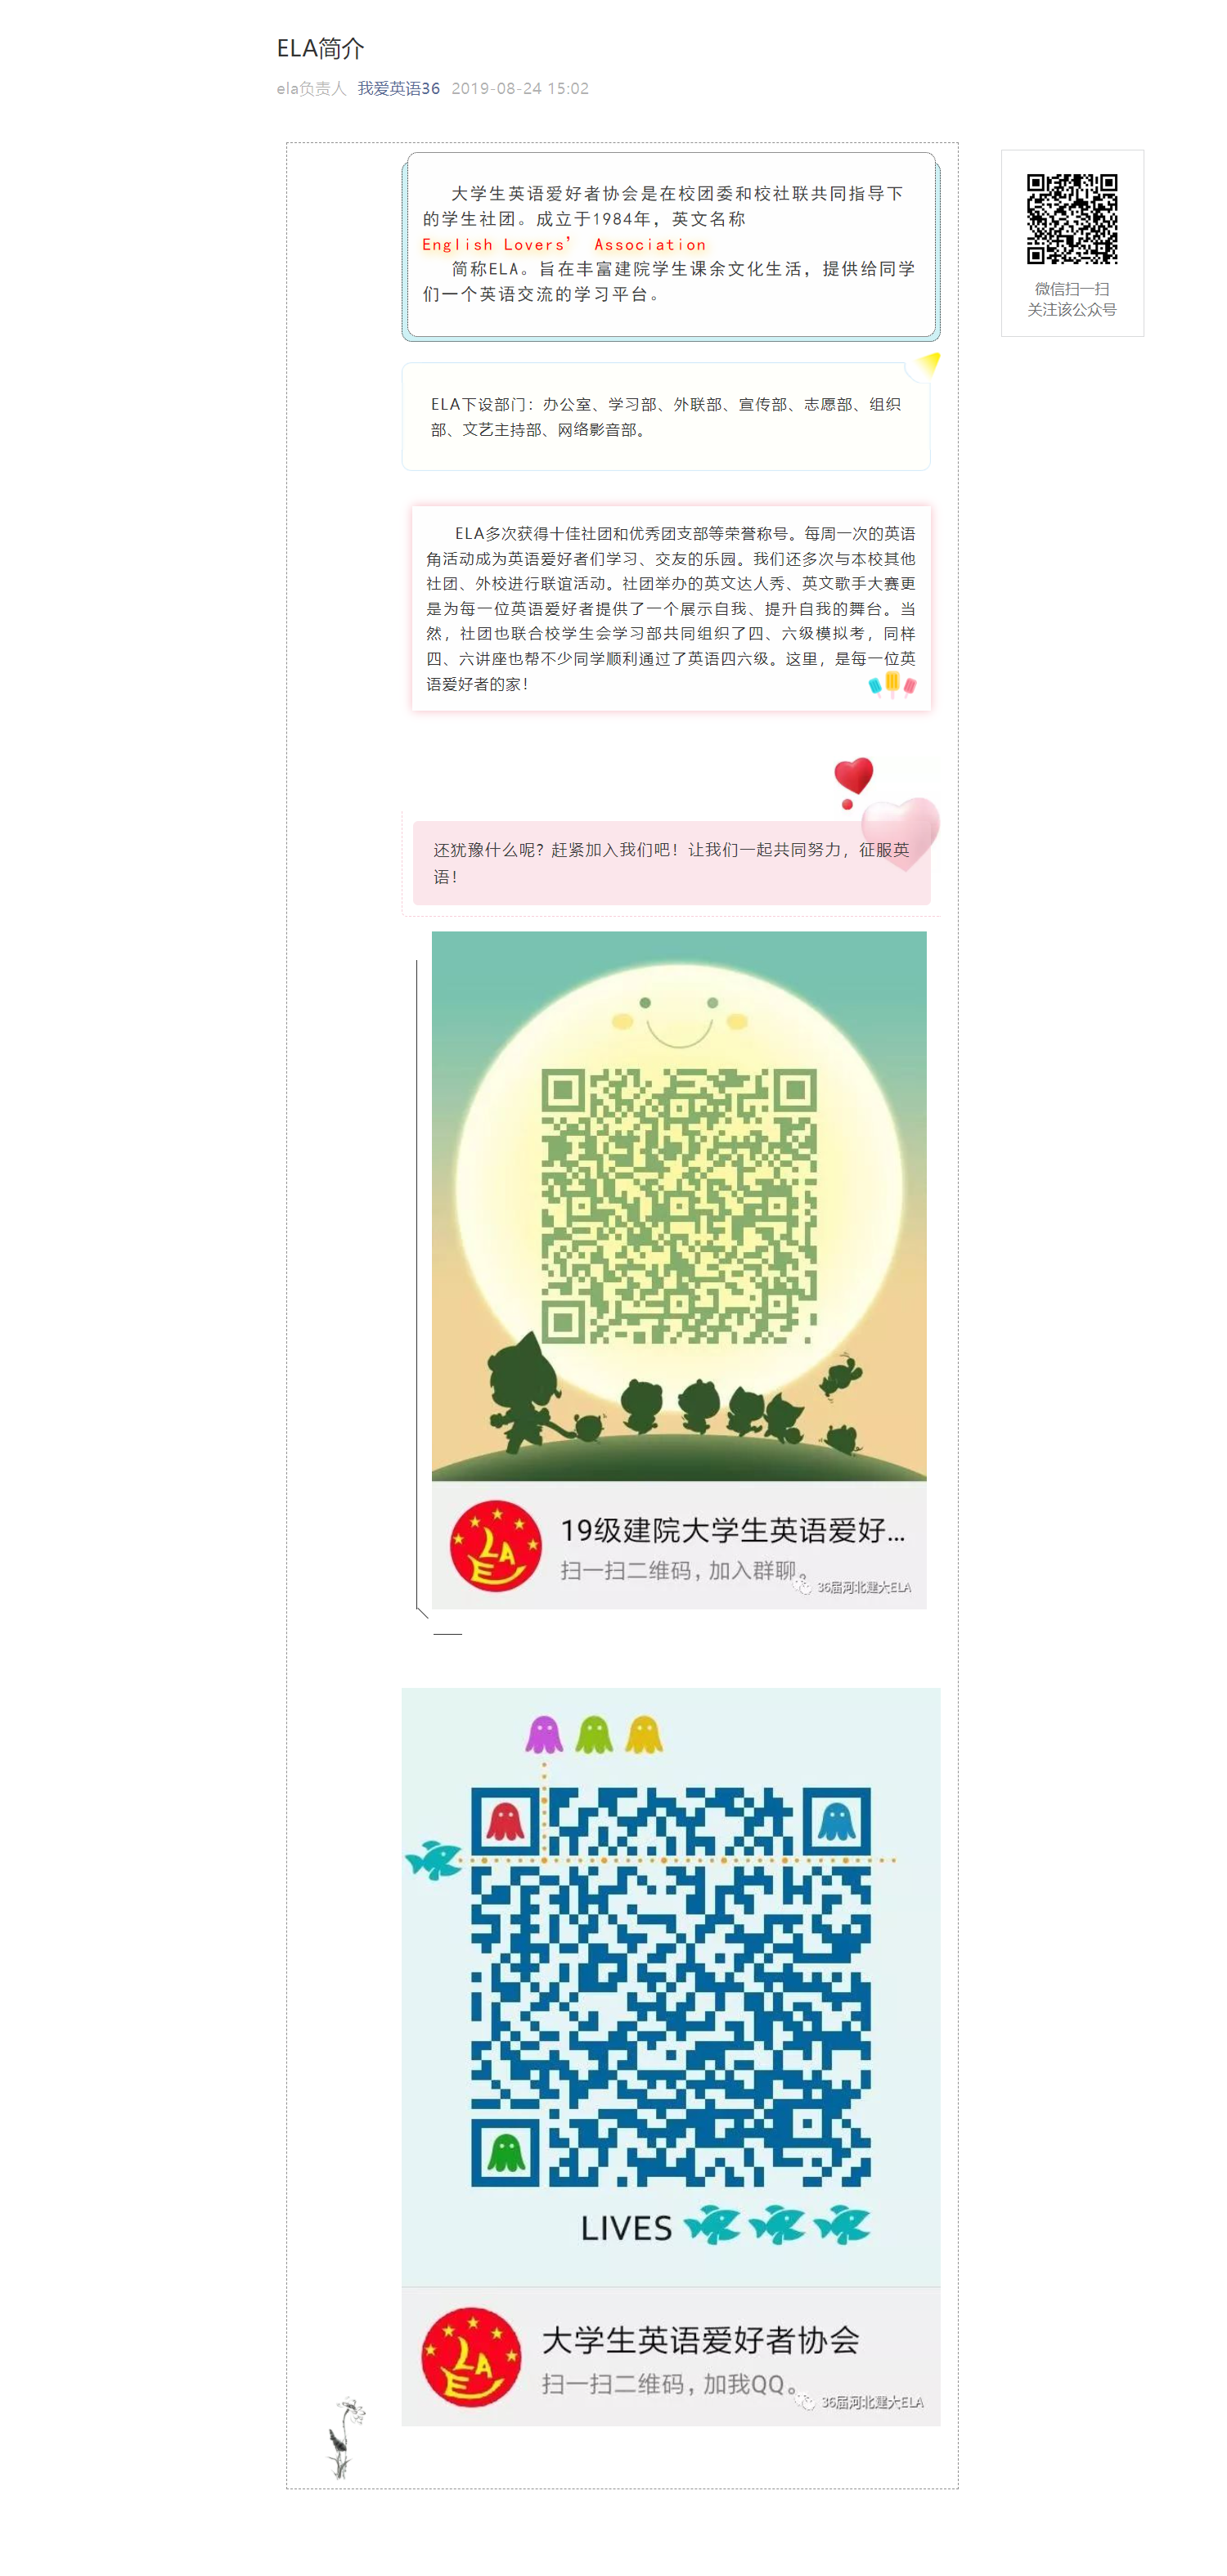 ELA简介
ela负责人 我爱英语36 2019-08-24 15:02
大学生英语爱好者协会是在校团委和校社联共同指导下
的学生社团。成立于1984年，英文名称
English Lovers’ Association
简称ELA。旨在丰富建院学生课余文化生活，提供给同学
们一个英语交流的学习平台。
微信扫一扫
关注该公众号
ELA下设部门：办公室、学习部、外联部、宣传部、志愿部、组织
部、文艺主持部、网络影音部。
ELA多次获得十佳社团和优秀团支部等荣誉称号。每周一次的英语
角活动成为英语爱好者们学习、交友的乐园。我们还多次与本校其他
社团、外校进行联谊活动。社团举办的英文达人秀、英文歌手大赛更
是为每一位英语爱好者提供了一个展示自我、提升自我的舞台。当
然，社团也联合校学生会学习部共同组织了四、六级模拟考，同样
四、六讲座也帮不少同学顺利通过了英语四六级。这里，是每一位英
语爱好者的家！
还犹豫什么呢？赶紧加入我们吧！让我们一起共同努力，征服英
语！
LAE
19级建院大学生英语爱好...
扫一扫二维码，加入群聊。
36届河北建大ELA
LIVES
LAE
大学生英语爱好者协会
扫一扫二维码，加我QQ。
36届河北建大ELA